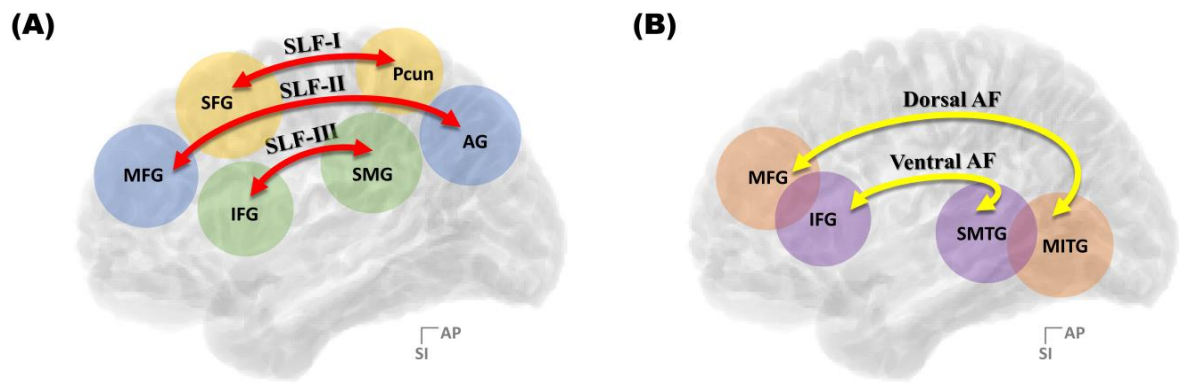 (A)
SLF-I
Pcun
SFG
SLF-II
SLF-III
AG
MFG
SMG
IFG
AP
SI
(B)
Dorsal AF
Ventral AF
MFG
IFG
SMTG
MITG
AP
SI